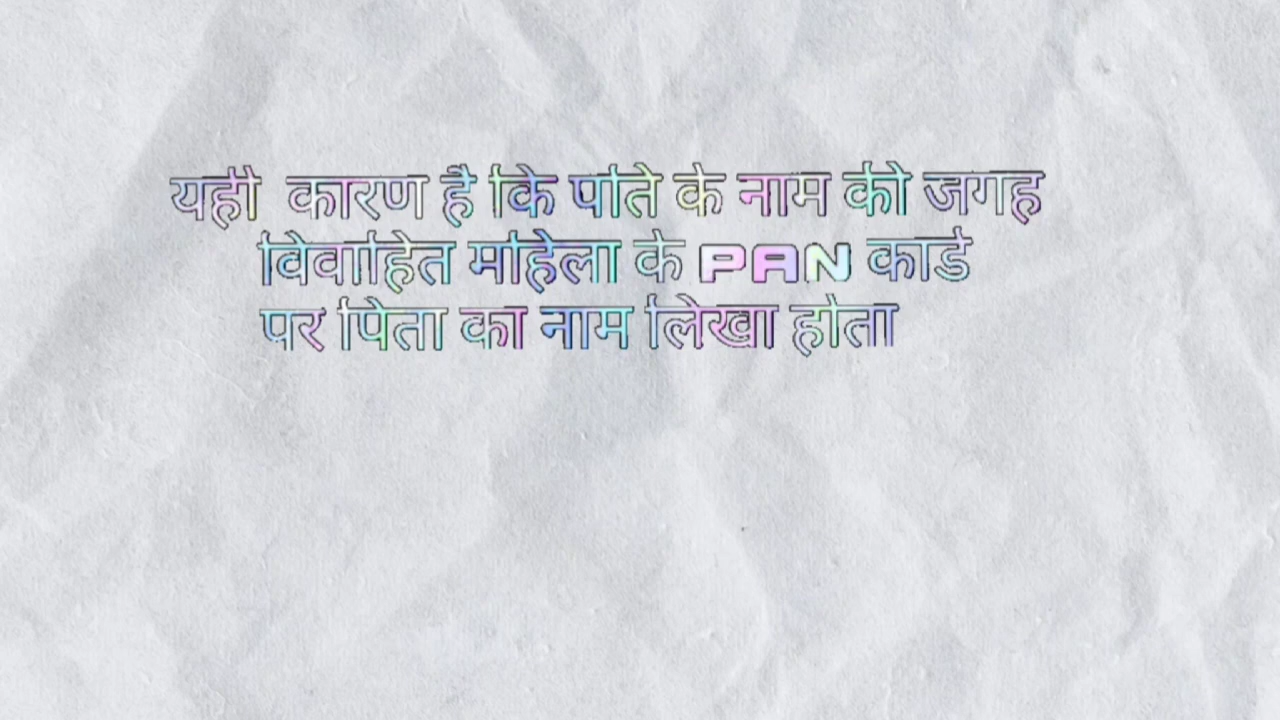 यही कारण है कि पति के नाम की जगह
विवाहित महिला के PAN कार्ड
पर पिता का नाम लिखा होता